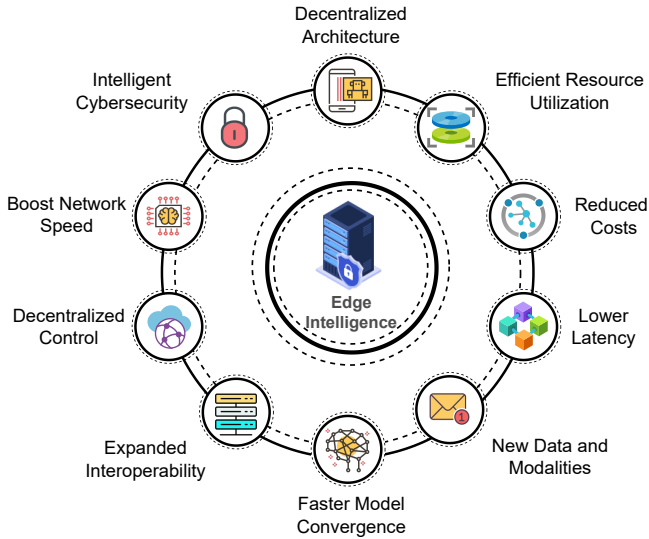 Decentralized
Architecture
Intelligent
Cybersecurity
Efficient Resource
Utilization
Boost Network
Speed
Reduced
Costs
Edge
Intelligence
Decentralized
Control
Lower
Latency
Expanded
Interoperability
New Data and
Modalities
Faster Model
Convergence
1